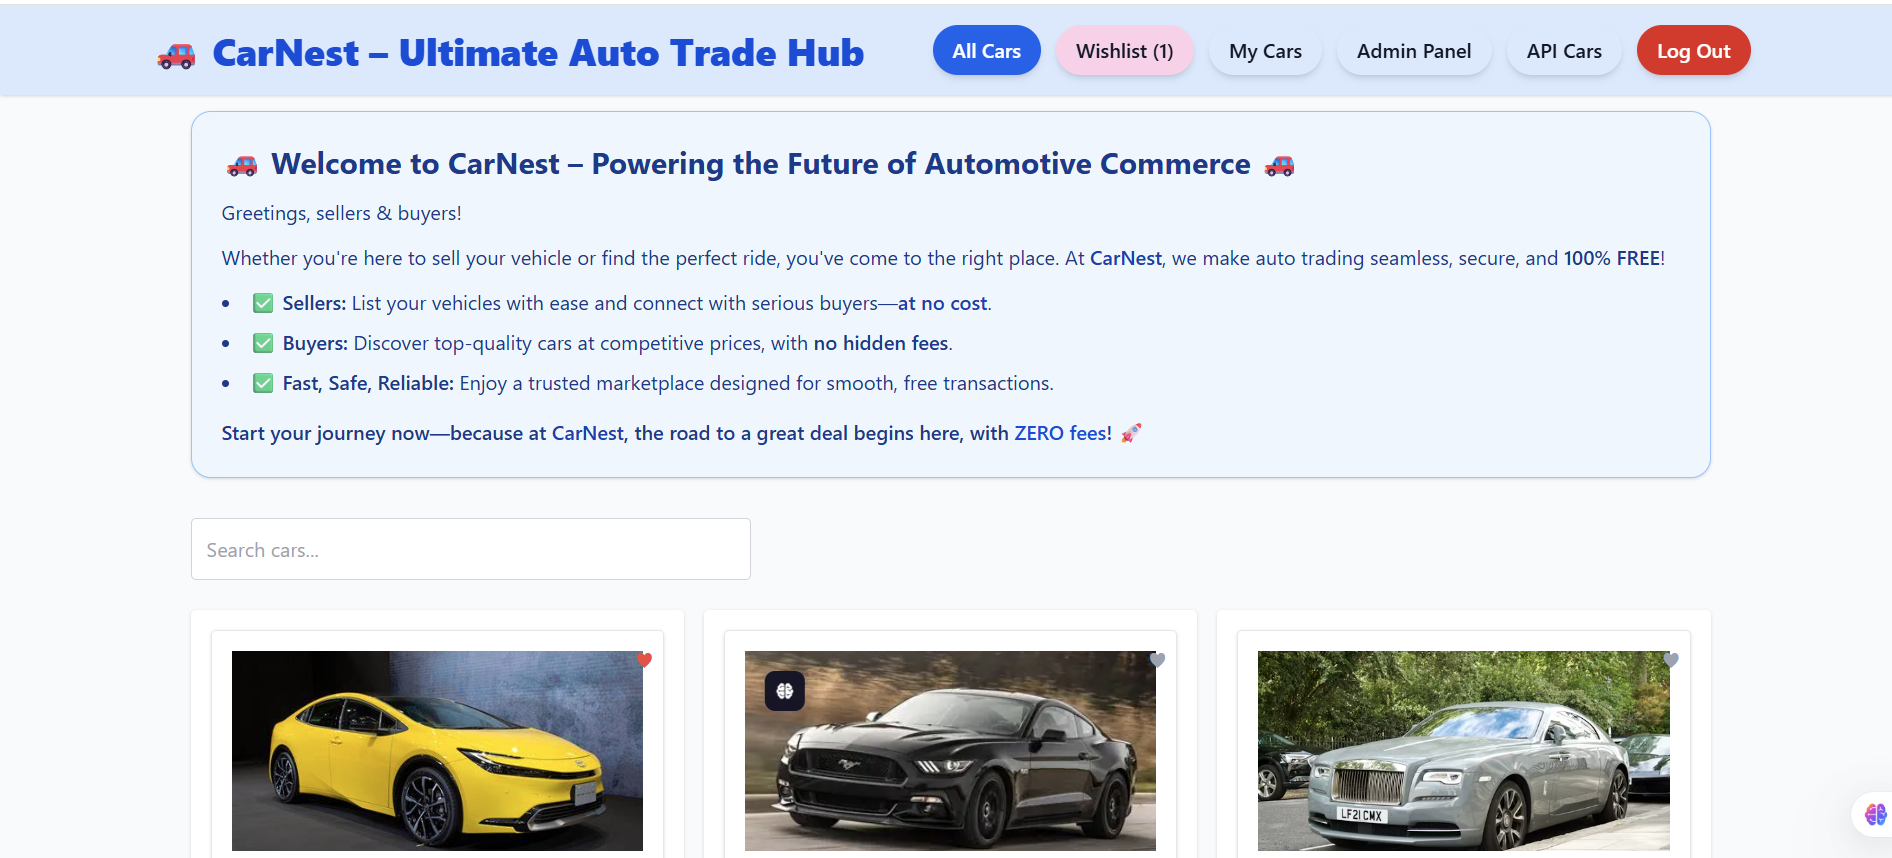 CarNest – Ultimate Auto Trade Hub
All Cars
Wishlist (1)
My Cars
Admin Panel
API Cars
Log Out
Welcome to CarNest – Powering the Future of Automotive Commerce
Greetings, sellers & buyers!
Whether you're here to sell your vehicle or find the perfect ride, you've come to the right place. At CarNest, we make auto trading seamless, secure, and 100% FREE!
Sellers: List your vehicles with ease and connect with serious buyers—at no cost.
Buyers: Discover top-quality cars at competitive prices, with no hidden fees.
Fast, Safe, Reliable: Enjoy a trusted marketplace designed for smooth, free transactions.
Start your journey now—because at CarNest, the road to a great deal begins here, with ZERO fees!
Search cars...
LF21 CMX